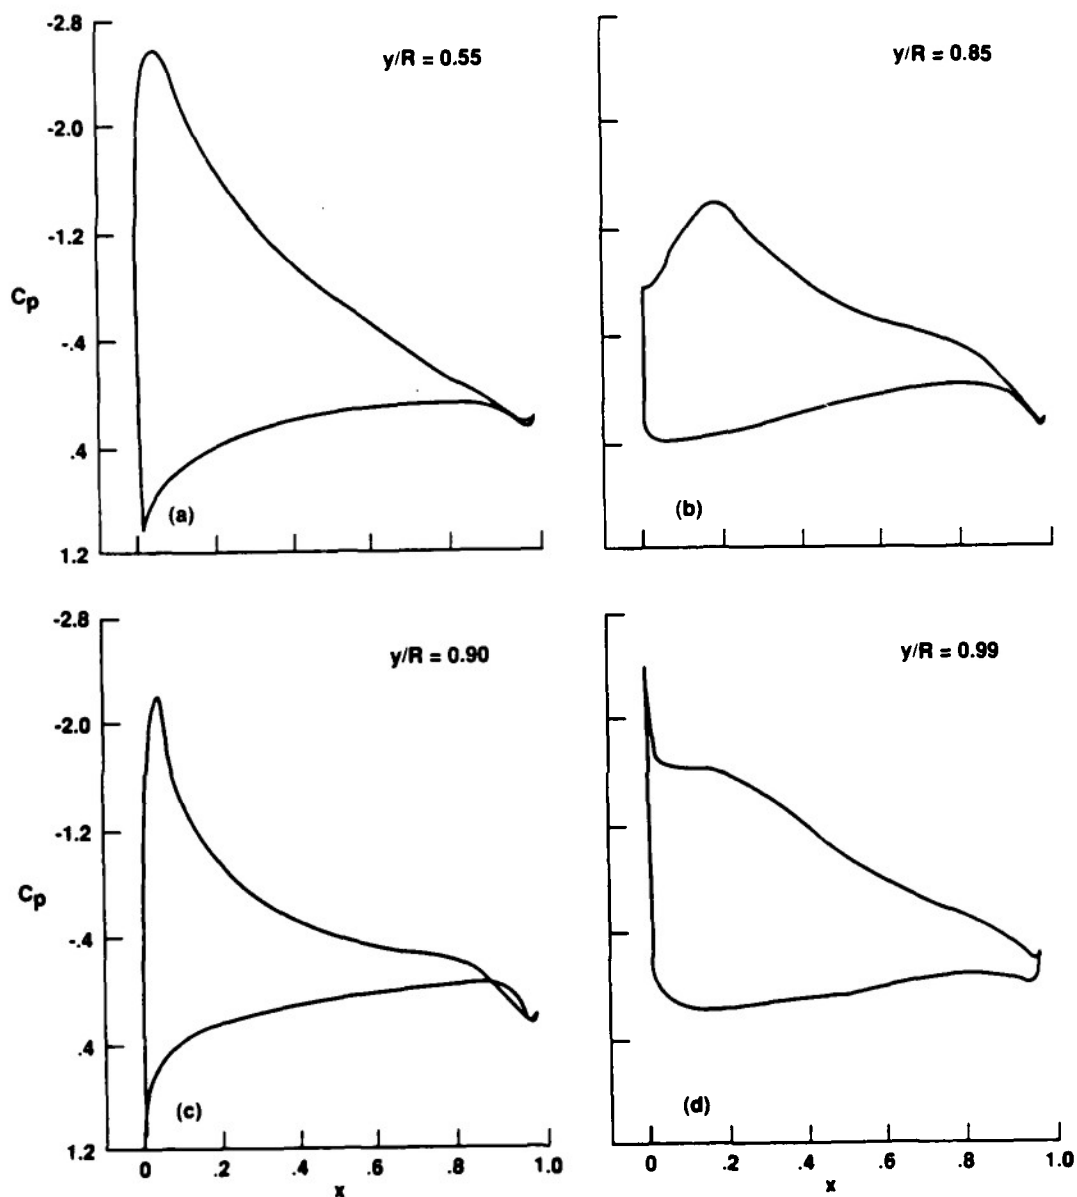 -2.8
y/R = 0.55
y/R = 0.85
-2.0
-1.2
Cp
-.4
.4
(a)
(b)
1.2
-2.8
y/R = 0.90
y/R = 0.99
-2.0
-1.2
Cp
-.4
.4
(c)
(d)
1.2
0 .2 .4 .6 .8 1.0
x
0 .2 .4 .6 .8 1.0
x